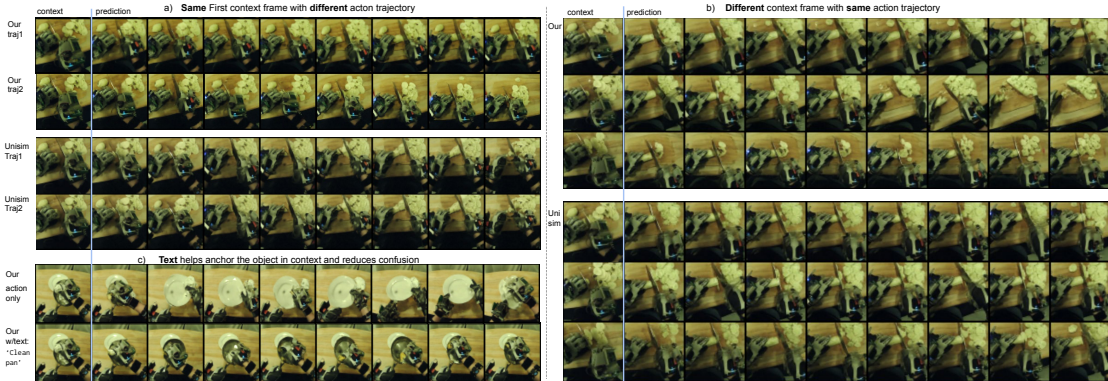 a) Same First context frame with different acton trajectory
context prediction
Our
traj1
Our
traj2
Unisim
Traj1
Unisim
Traj2
c) Text helps anchor the object in context and reduces confusion
Our
action
only
Our
w/text:
'Clean
pan'
b) Different context frame with same action trajectory
context prediction
Our
Uni
sim